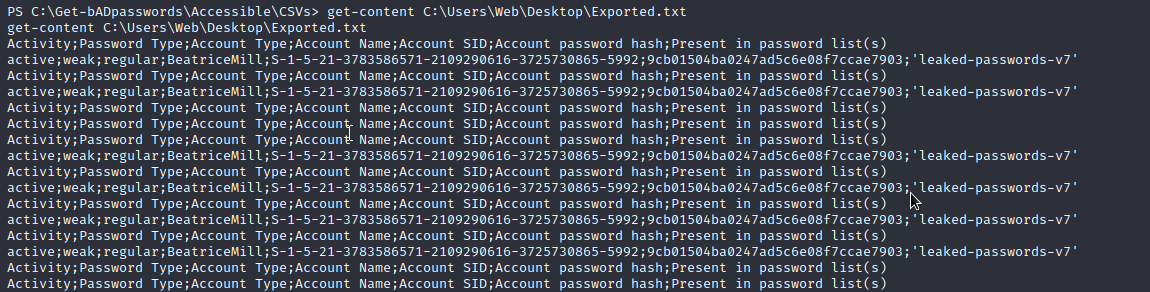 PS C:\Get-bADpasswords\Accessible\CSVs> get-content C:\Users\Web\Desktop\Exported.txt
get-content C:\Users\Web\Desktop\Exported.txt
Activity;Password Type;Account Type;Account Name;Account SID;Account password hash;Present in password list(s)
active;weak;regular;BeatriceMill;S-1-5-21-3783586571-2109290616-3725730865-5992;9cb01504ba0247ad5c6e08f7ccae7903;'leaked-passwords-v7'
Activity;Password Type;Account Type;Account Name;Account SID;Account password hash;Present in password list(s)
active;weak;regular;BeatriceMill;S-1-5-21-3783586571-2109290616-3725730865-5992;9cb01504ba0247ad5c6e08f7ccae7903;'leaked-passwords-v7'
Activity;Password Type;Account Type;Account Name;Account SID;Account password hash;Present in password list(s)
Activity;Password Type;Account Type;Account Name;Account SID;Account password hash;Present in password list(s)
Activity;Password Type;Account Type;Account Name;Account SID;Account password hash;Present in password list(s)
active;weak;regular;BeatriceMill;S-1-5-21-3783586571-2109290616-3725730865-5992;9cb01504ba0247ad5c6e08f7ccae7903;'leaked-passwords-v7'
Activity;Password Type;Account Type;Account Name;Account SID;Account password hash;Present in password list(s)
active;weak;regular;BeatriceMill;S-1-5-21-3783586571-2109290616-3725730865-5992;9cb01504ba0247ad5c6e08f7ccae7903;'leaked-passwords-v7'
Activity;Password Type;Account Type;Account Name;Account SID;Account password hash;Present in password list(s)
active;weak;regular;BeatriceMill;S-1-5-21-3783586571-2109290616-3725730865-5992;9cb01504ba0247ad5c6e08f7ccae7903;'leaked-passwords-v7'
Activity;Password Type;Account Type;Account Name;Account SID;Account password hash;Present in password list(s)
active;weak;regular;BeatriceMill;S-1-5-21-3783586571-2109290616-3725730865-5992;9cb01504ba0247ad5c6e08f7ccae7903;'leaked-passwords-v7'
Activity;Password Type;Account Type;Account Name;Account SID;Account password hash;Present in password list(s)
Activity;Password Type;Account Type;Account Name;Account SID;Account password hash;Present in password list(s)